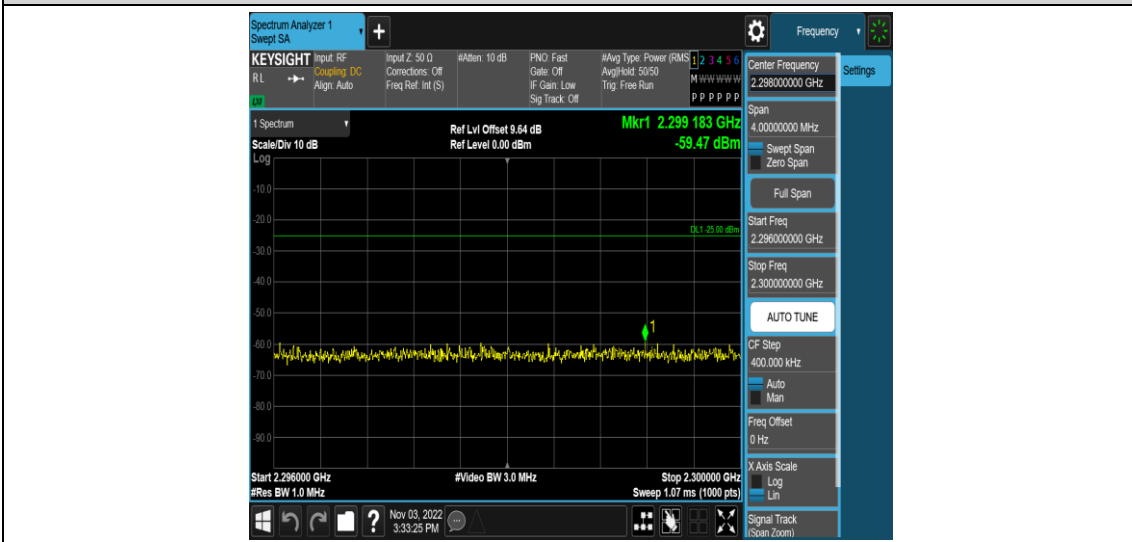 Spectrum Analyzer 1
Swept SA
+
Frequency
KEYSIGHT
RL
LXI
Input: RF
Coupling: DC
Align: Auto
Input Z: 50 Ω
Corrections: Off
Freq Ref: Int (S)
#Atten: 10 dB
PNO: Fast
Gate: Off
IF Gain: Low
Sig Track: Off
#Avg Type: Power (RMS
Avg|Hold: 50/50
Trig: Free Run
1 2 3 4 5 6
M W W W W W
P P P P P P
Center Frequency
2.298000000 GHz
Settings
1 Spectrum
Scale/Div 10 dB
Log
Ref Lvl Offset 9.64 dB
Ref Level 0.00 dBm
Mkr1 2.299 183 GHz
-59.47 dBm
Span
4.00000000 MHz
Swept Span
Zero Span
Full Span
Start Freq
2.296000000 GHz
Stop Freq
2.300000000 GHz
AUTO TUNE
CF Step
400.000 kHz
Auto
Man
Freq Offset
0 Hz
X Axis Scale
Log
Lin
Signal Track
(Span Zoom)
-10.0
-20.0
DL1 -25.00 dBm
-30.0
-40.0
-50.0
1
-60.0
-70.0
-80.0
-90.0
Start 2.296000 GHz
#Video BW 3.0 MHz
Stop 2.300000 GHz
#Res BW 1.0 MHz
Sweep 1.07 ms (1000 pts)
?
Nov 03, 2022
3:33:25 PM